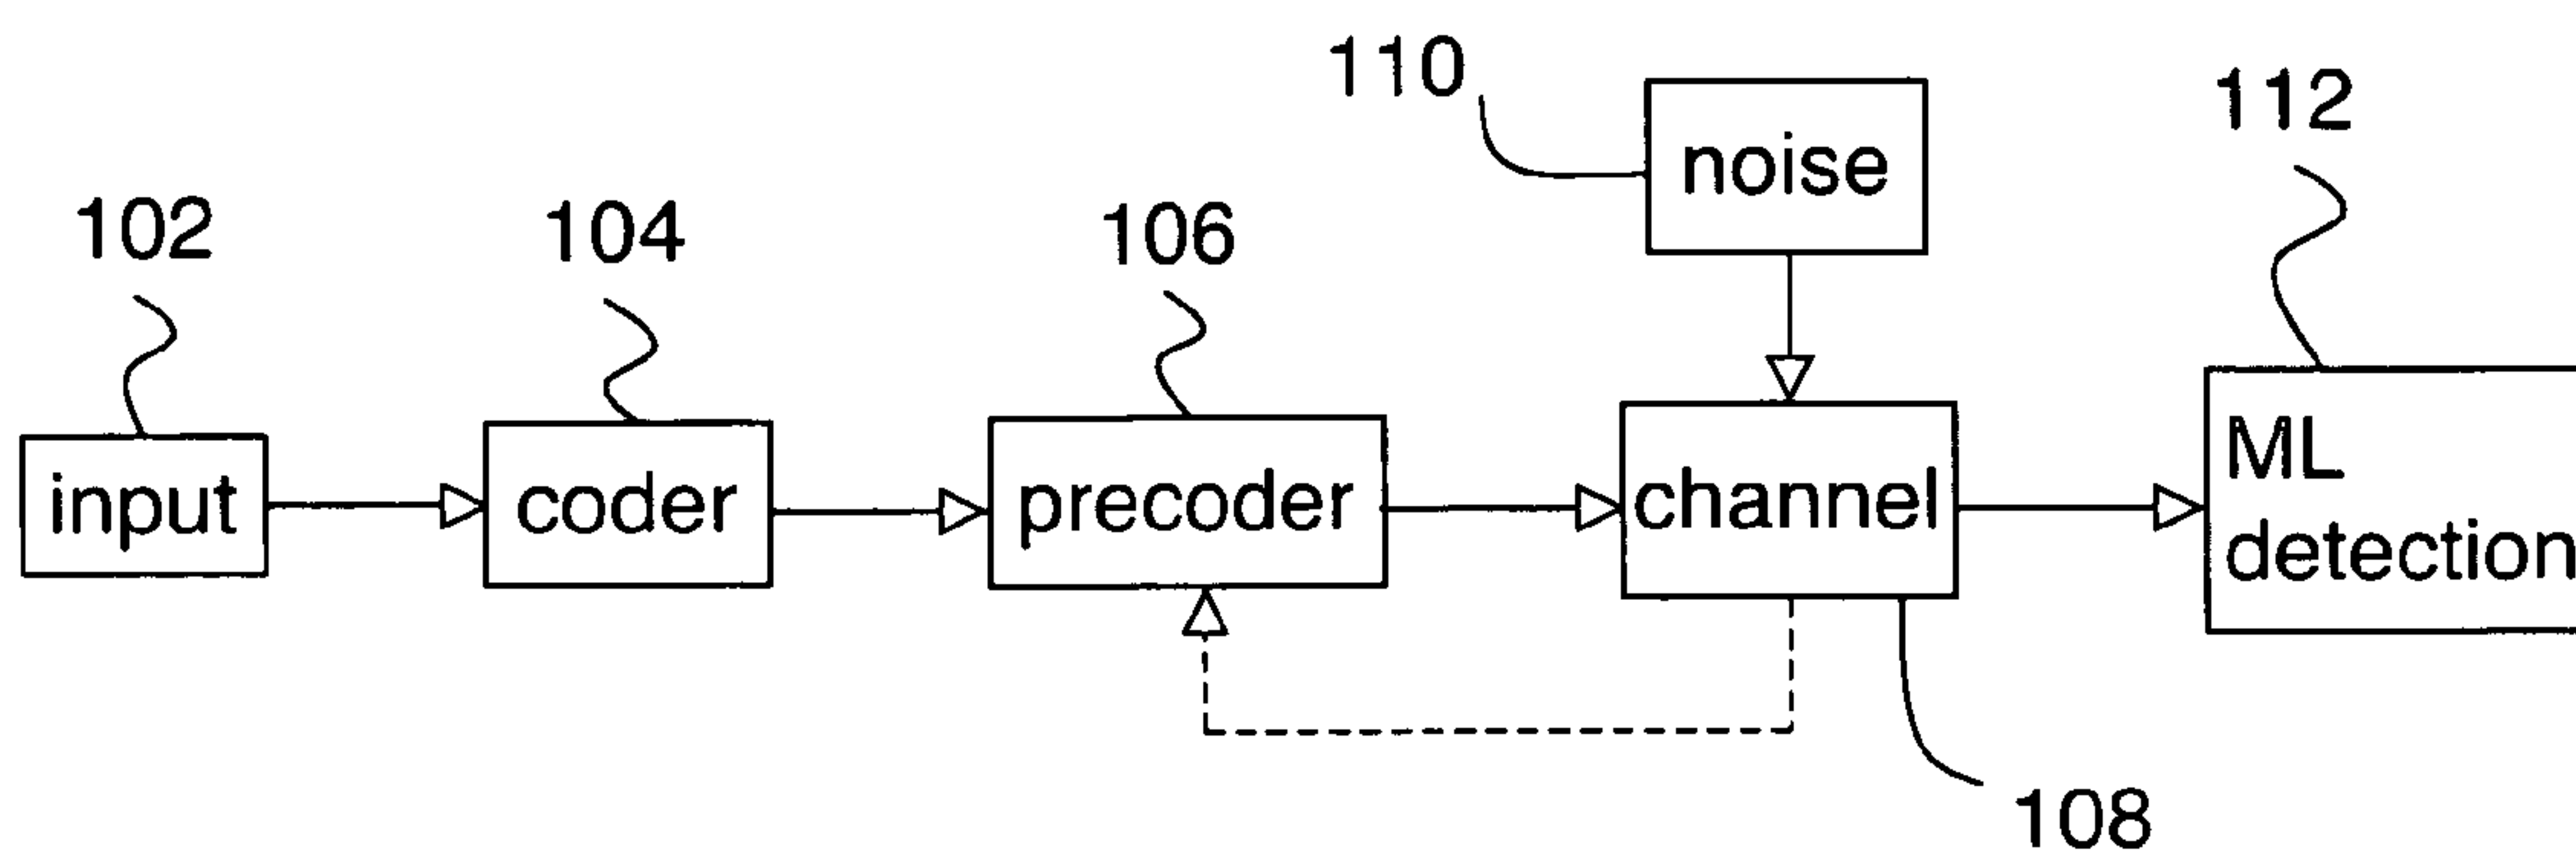 110
noise
112
102
104
106
input
coder
precoder
channel
ML
detection
108